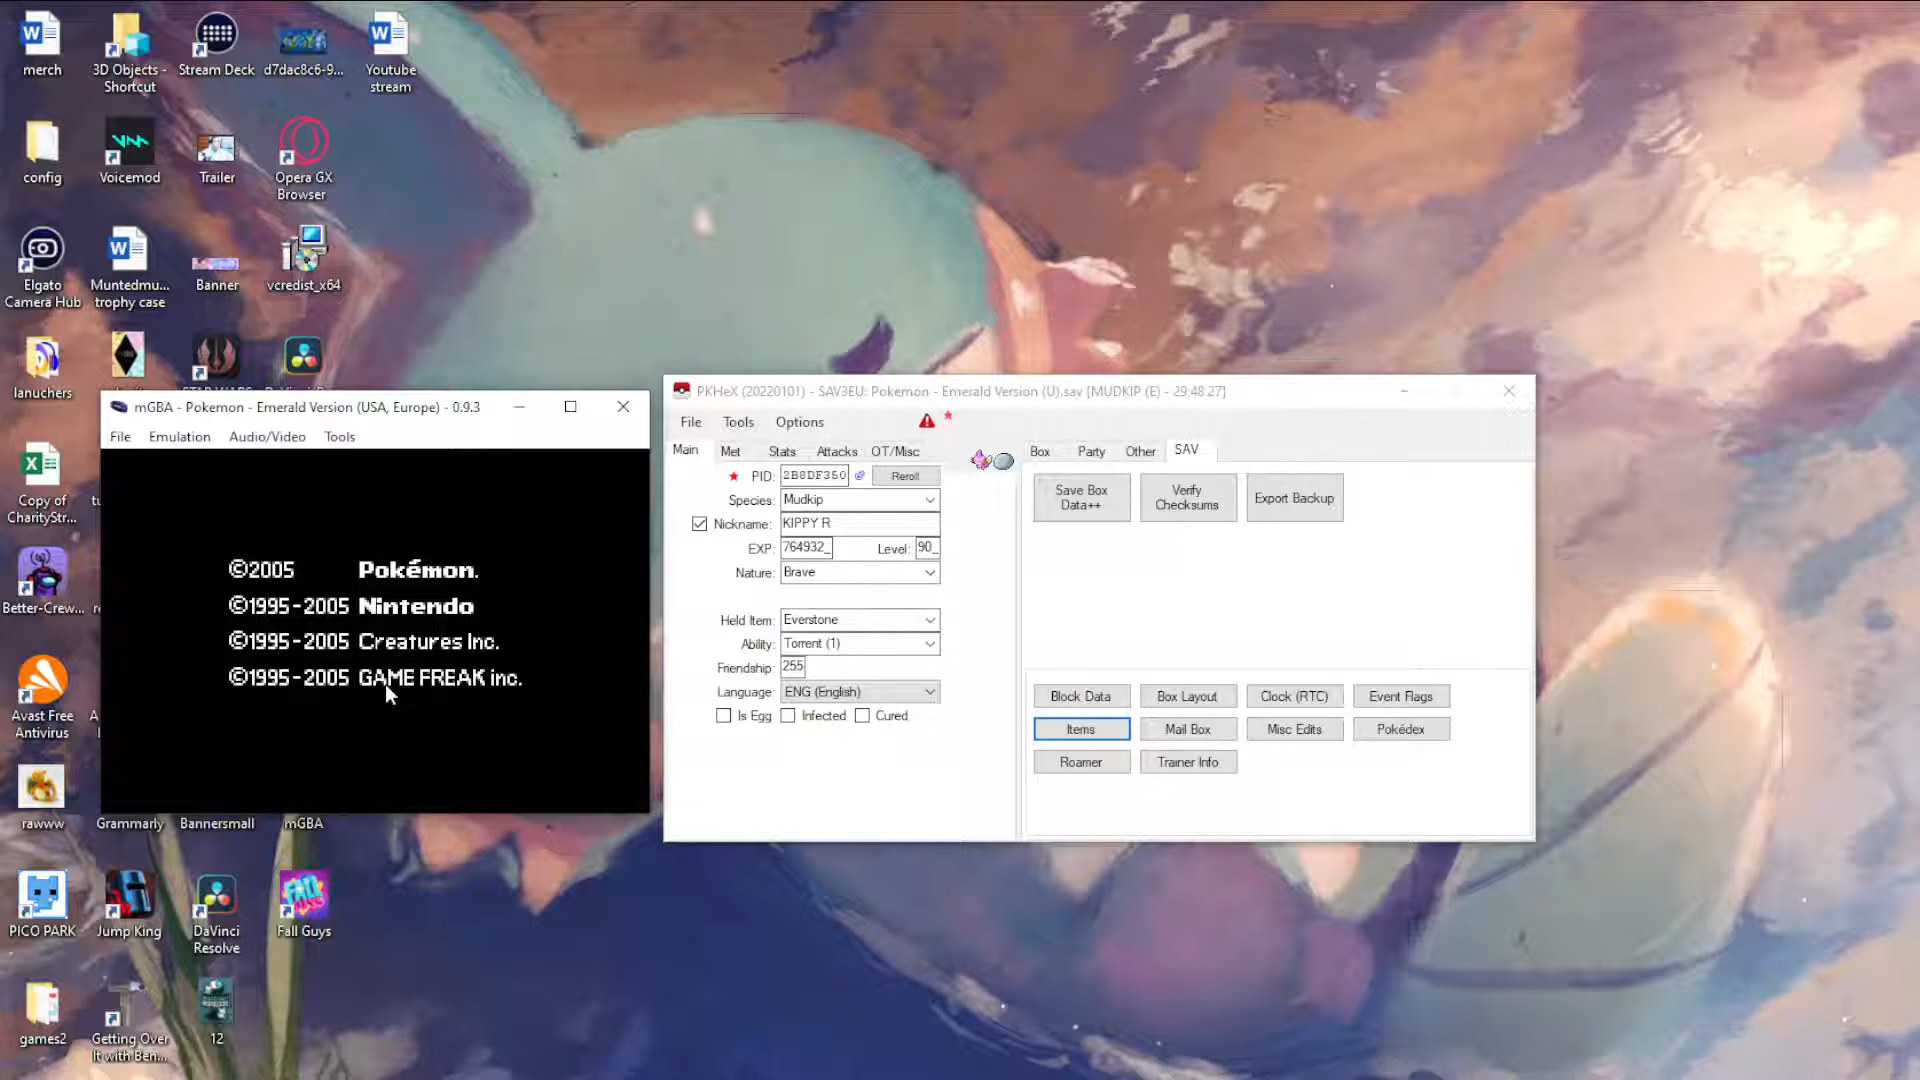 merch
3D Objects -
Shortcut
Stream Deck
d7dac8c6-9...
Youtube
stream
config
Voicemod
Trailer
Opera GX
Browser
Elgato
Camera Hub
Muntedmu...
trophy case
Banner
vcredist_x64
lanuchers
mGBA - Pokemon - Emerald Version (USA, Europe) - 0.9.3
File
Emulation
Audio/Video
Tools
©2005 Pokémon.
©1995-2005 Nintendo
©1995-2005 Creatures Inc.
©1995-2005 GAME FREAK inc.
PKHeX (20220101) - SAV3EU: Pokemon - Emerald Version (U).sav [MUDKIP (E) - 29:48:27]
File
Tools
Options
Main
Met
Stats
Attacks
OT/Misc
PID: 2B8DF350 Reroll
Species: Mudkip
Nickname: KIPPY R
EXP: 764932_ Level: 90_
Nature: Brave
Held Item: Everstone
Ability: Torrent (1)
Friendship: 255
Language: ENG (English)
Is Egg
Infected
Cured
Box
Party
Other
SAV
Save Box
Data++
Verify
Checksums
Export Backup
Block Data
Box Layout
Clock (RTC)
Event Flags
Items
Mail Box
Misc Edits
Pokédex
Roamer
Trainer Info
Copy of
CharityStr...
Better-Crew...
Avast Free
Antivirus
rawww
Grammarly
Bannersmall
mGBA
PICO PARK
Jump King
DaVinci
Resolve
Fall Guys
games2
Getting Over
It with Ben...
12